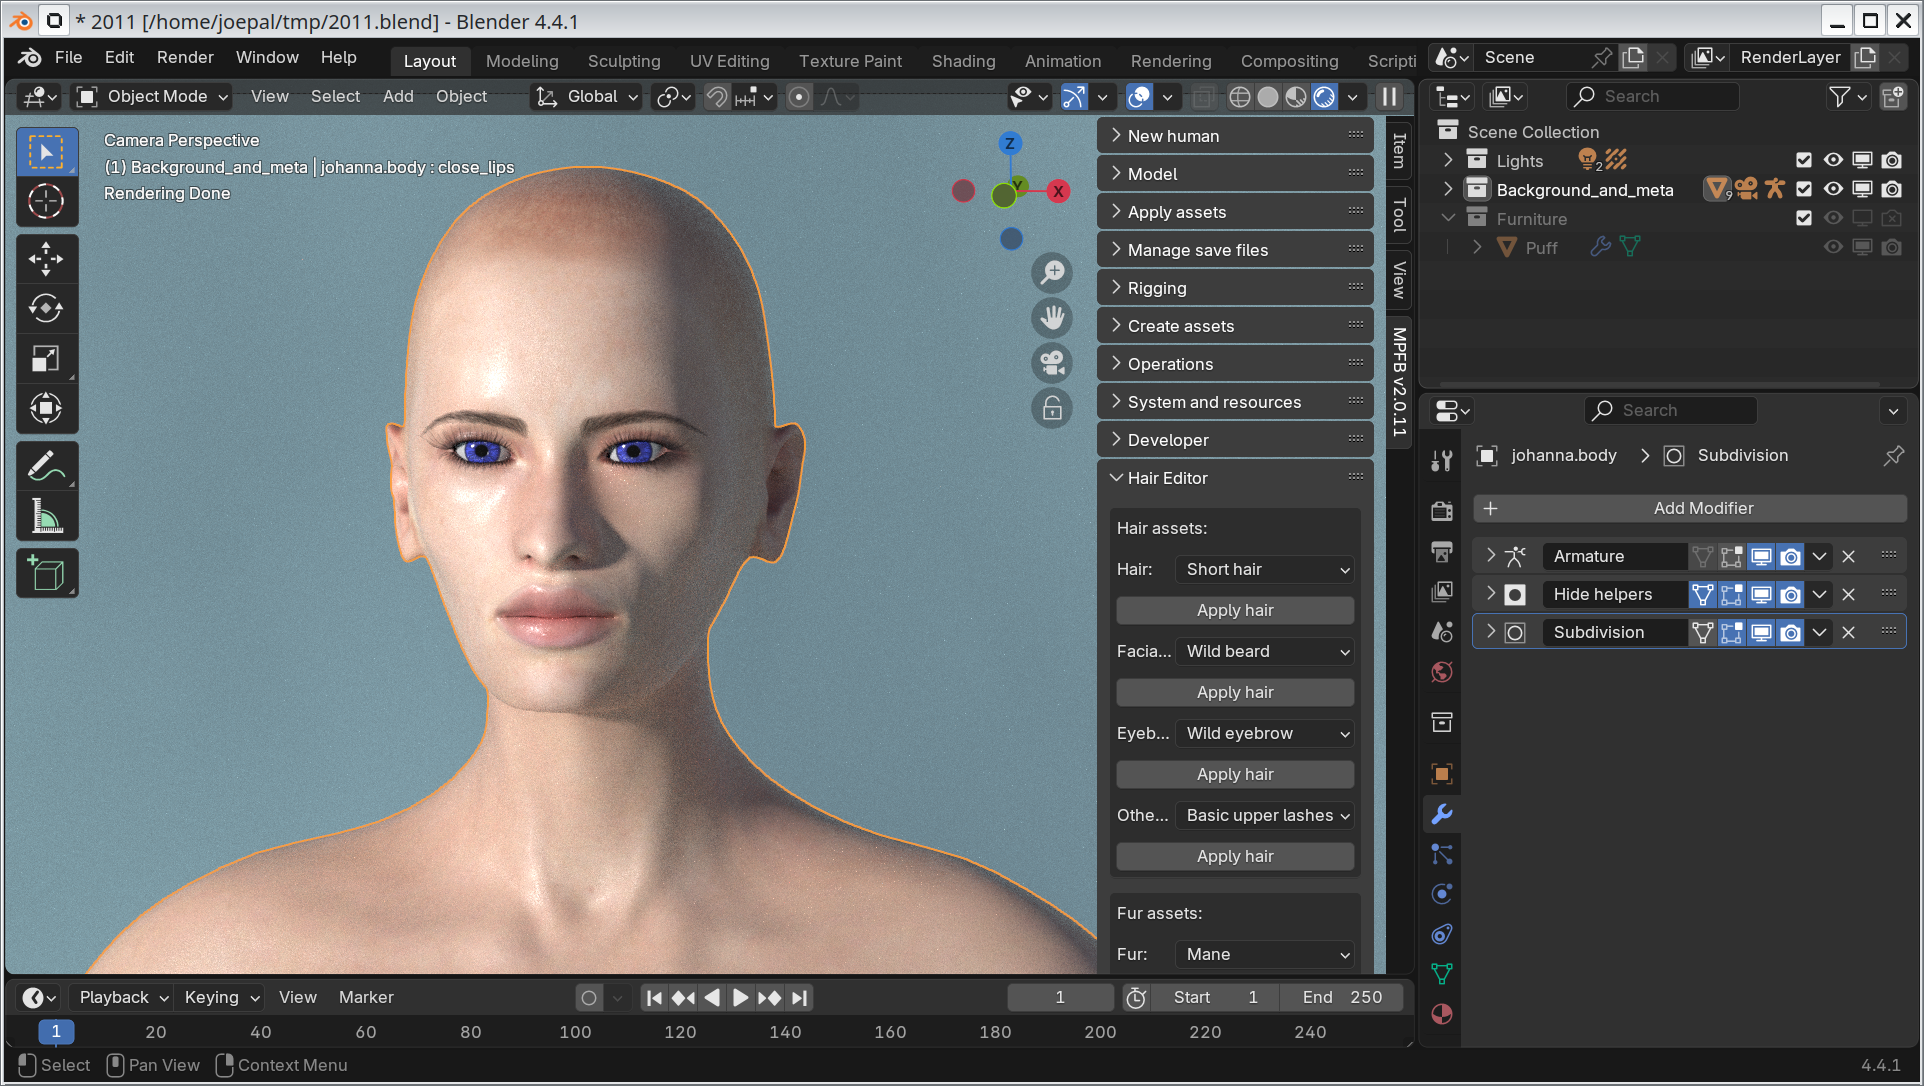 * 2011 [/home/joepal/tmp/2011.blend] - Blender 4.4.1
File Edit Render Window Help Layout Modeling Sculpting UV Editing Texture Paint Shading Animation Rendering Compositing Scripti
Scene RenderLayer
Object Mode View Select Add Object Global
Search
Camera Perspective
(1) Background_and_meta | johanna.body : close_lips
Rendering Done
Z
Y
X
New human
Model
Apply assets
Manage save files
Rigging
Create assets
Operations
System and resources
Developer
Hair Editor
Hair assets:
Hair: Short hair
Apply hair
Facia... Wild beard
Apply hair
Eyeb... Wild eyebrow
Apply hair
Othe... Basic upper lashes
Apply hair
Fur assets:
Fur: Mane
Item
Tool
View
MPFB v2.0.11
Scene Collection
Lights 2
Background_and_meta 9
Furniture
Puff
Search
johanna.body Subdivision
Add Modifier
Armature
Hide helpers
Subdivision
Playback Keying View Marker 1 Start 1 End 250
1 20 40 60 80 100 120 140 160 180 200 220 240
Select Pan View Context Menu 4.4.1